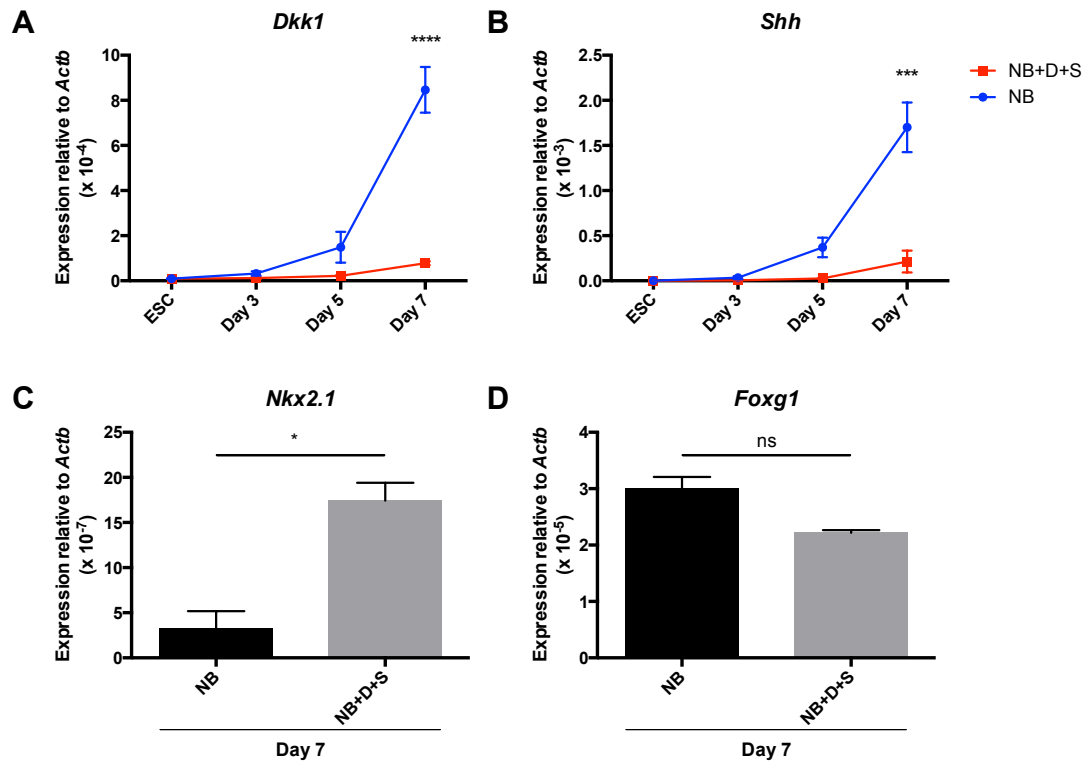 A
Dkk1
Expression relative to Actb
(x 10-4)
10
8
6
4
2
0
****
ESC
Day 3
Day 5
Day 7
B
Shh
Expression relative to Actb
(x 10-3)
2.5
2.0
1.5
1.0
0.5
0.0
***
ESC
Day 3
Day 5
Day 7
NB+D+S
NB
C
Nkx2.1
Expression relative to Actb
(x 10-7)
25
20
15
10
5
0
*
NB
NB+D+S
Day 7
D
Foxg1
Expression relative to Actb
(x 10-5)
4
3
2
1
0
ns
NB
NB+D+S
Day 7